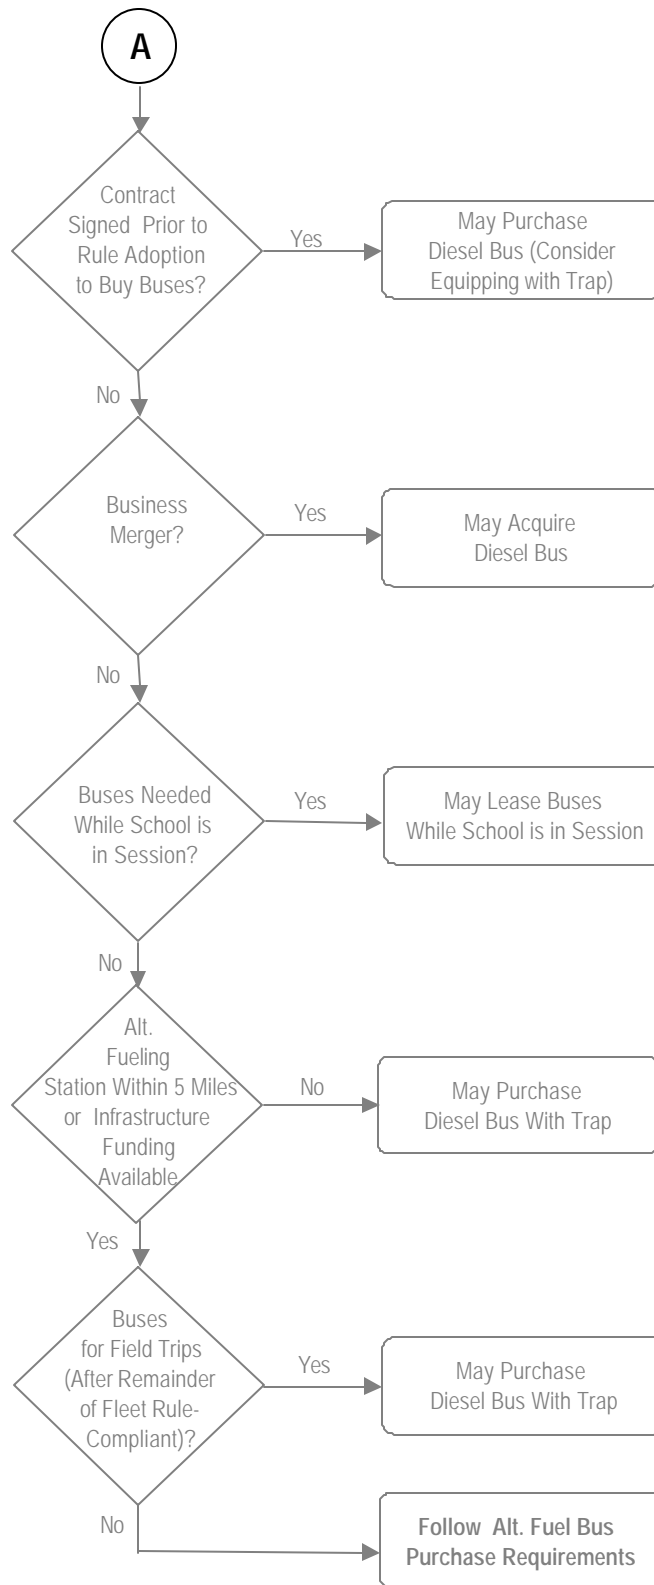 A
Contract
Signed Prior to
Rule Adoption
to Buy Buses?
Yes
May Purchase
Diesel Bus (Consider
Equipping with Trap)
No
Business
Merger?
Yes
May Acquire
Diesel Bus
No
Buses Needed
While School is
in Session?
Yes
May Lease Buses
While School is in Session
No
Alt.
Fueling
Station Within 5 Miles
or Infrastructure
Funding
Available
No
May Purchase
Diesel Bus With Trap
Yes
Buses
for Field Trips
(After Remainder
of Fleet Rule-
Compliant)?
Yes
May Purchase
Diesel Bus With Trap
No
Follow Alt. Fuel Bus
Purchase Requirements